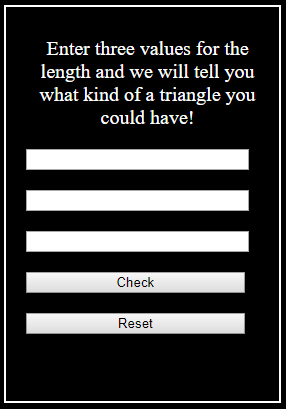 Enter three values for the
length and we will tell you
what kind of a triangle you
could have!
Check
Reset